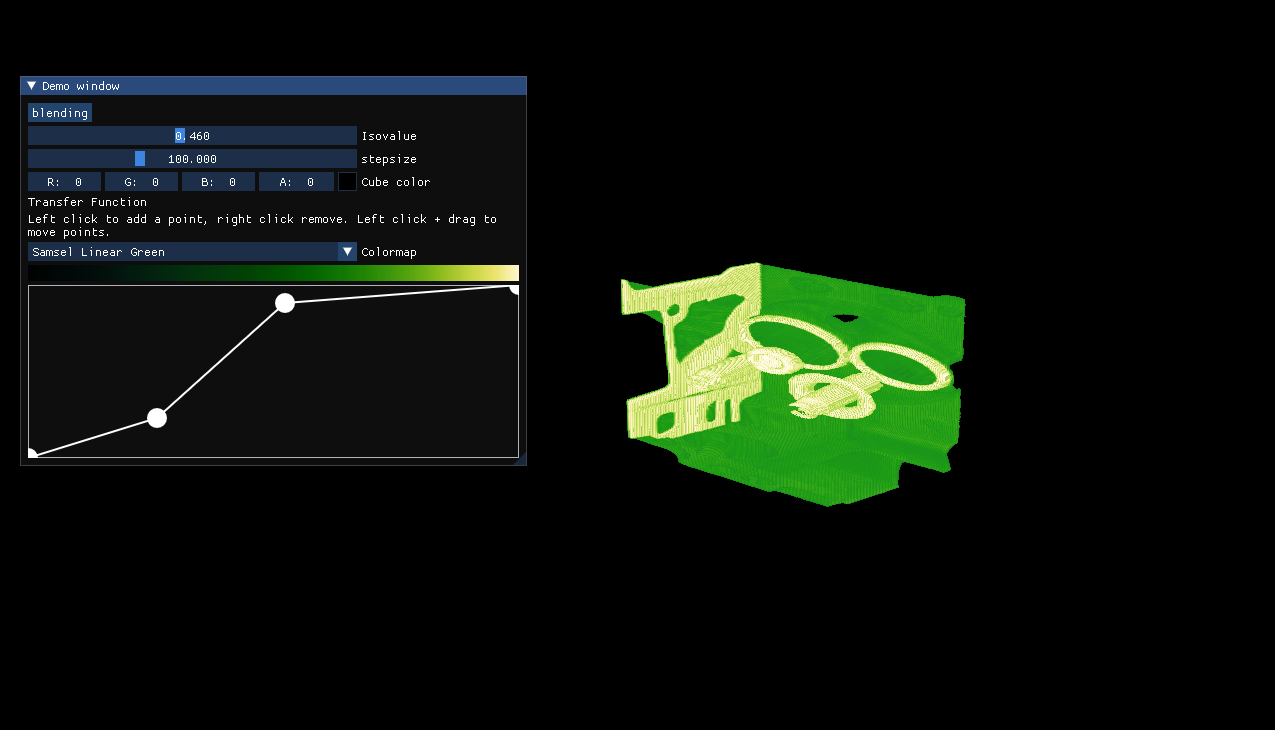 Demo window
blending
0.460 Isovalue
100.000 stepsize
R: 0 G: 0 B: 0 A: 0 Cube color
Transfer Function
Left click to add a point, right click remove. Left click + drag to
move points.
Samsel Linear Green Colormap